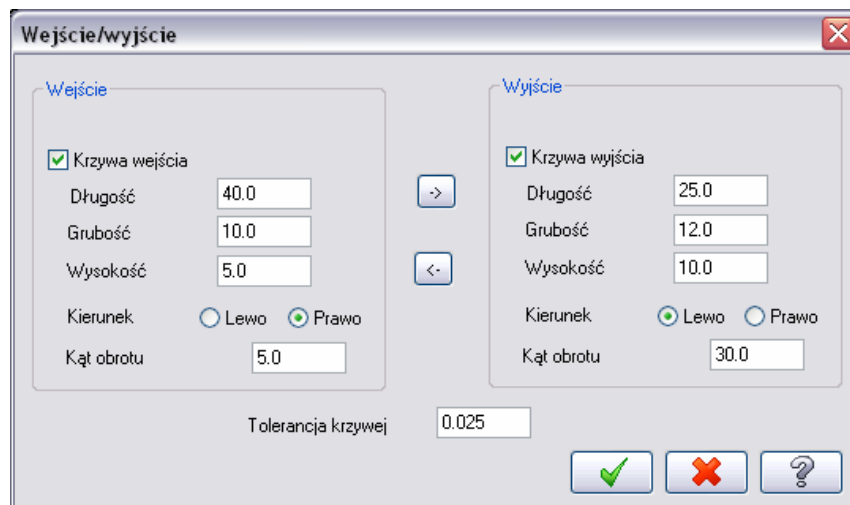 Wejście/wyjście
Wejście
Krzywa wejścia
Długość 40.0
Grubość 10.0
Wysokość 5.0
Kierunek Lewo Prawo
Kąt obrotu 5.0
->
<-
Wyjście
Krzywa wyjścia
Długość 25.0
Grubość 12.0
Wysokość 10.0
Kierunek Lewo Prawo
Kąt obrotu 30.0
Tolerancja krzywej 0.025